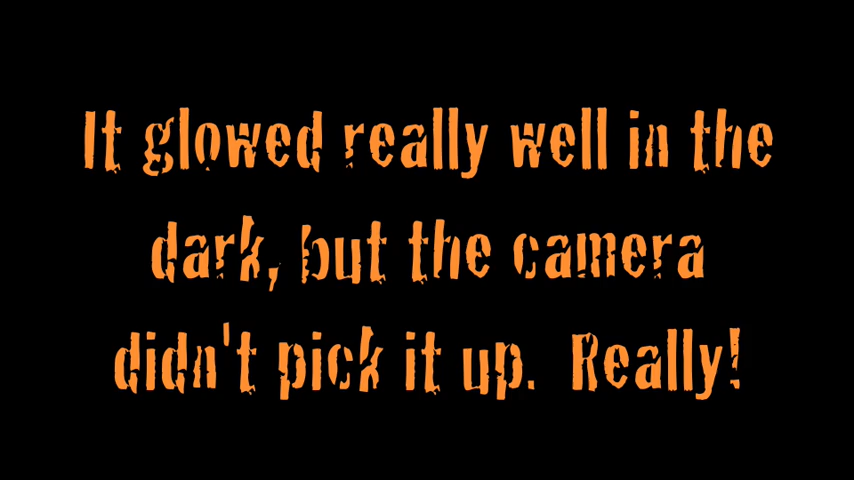 It glowed really well in the
dark, but the camera
didn't pick it up.  Really!